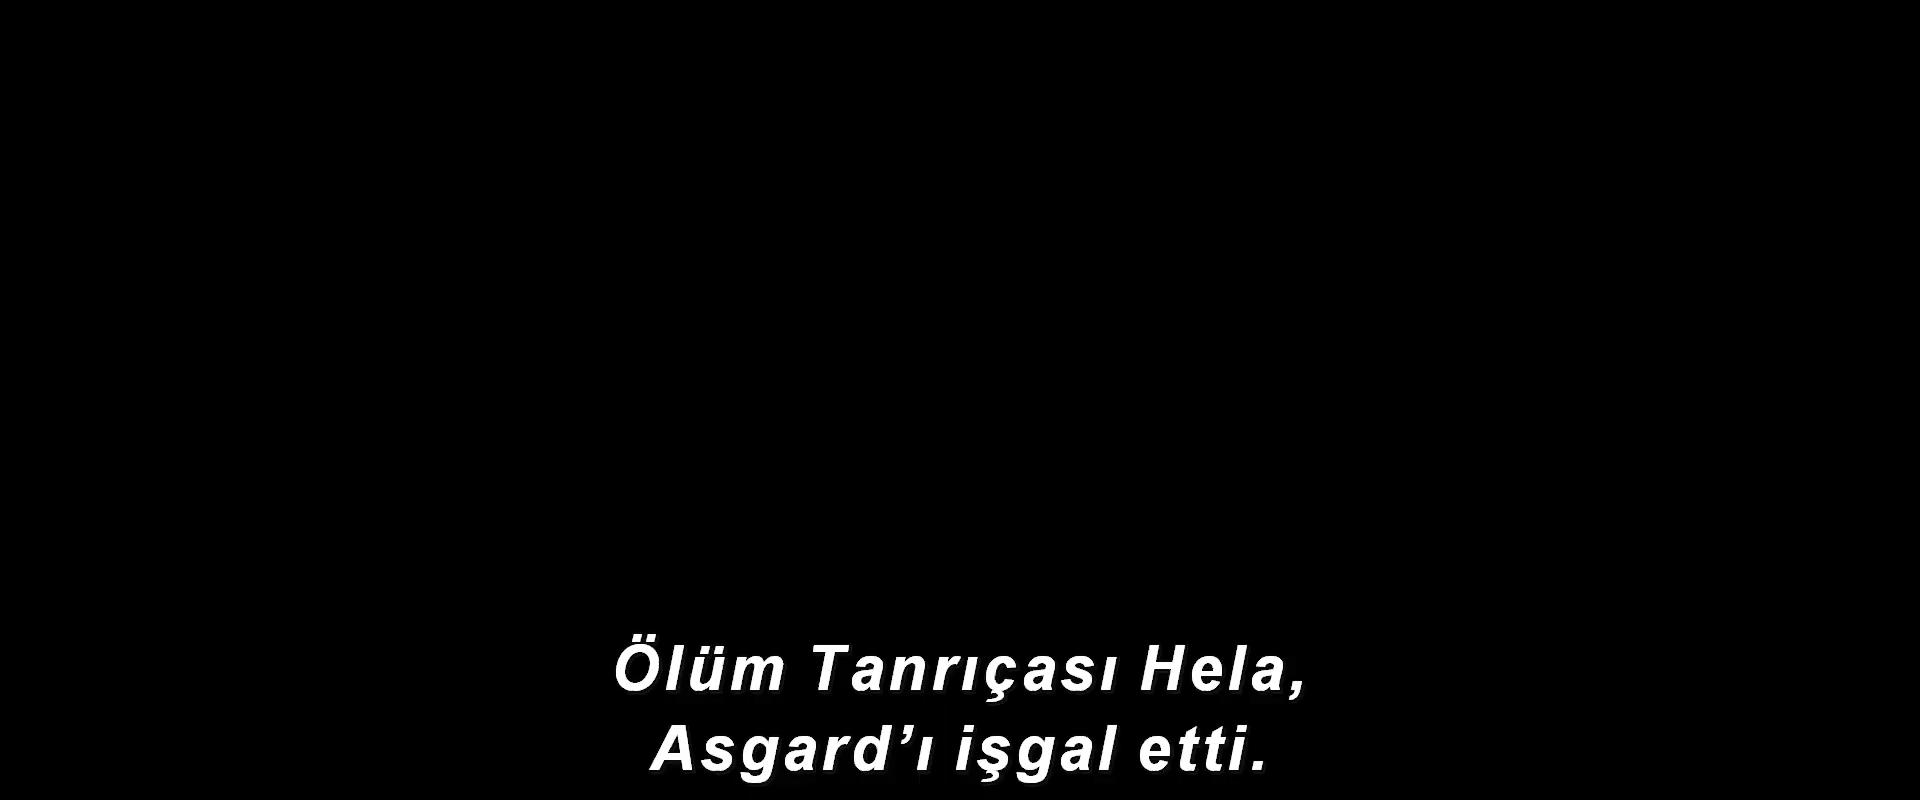 Ölüm Tanrıçası Hela,
Asgard’ı işgal etti.